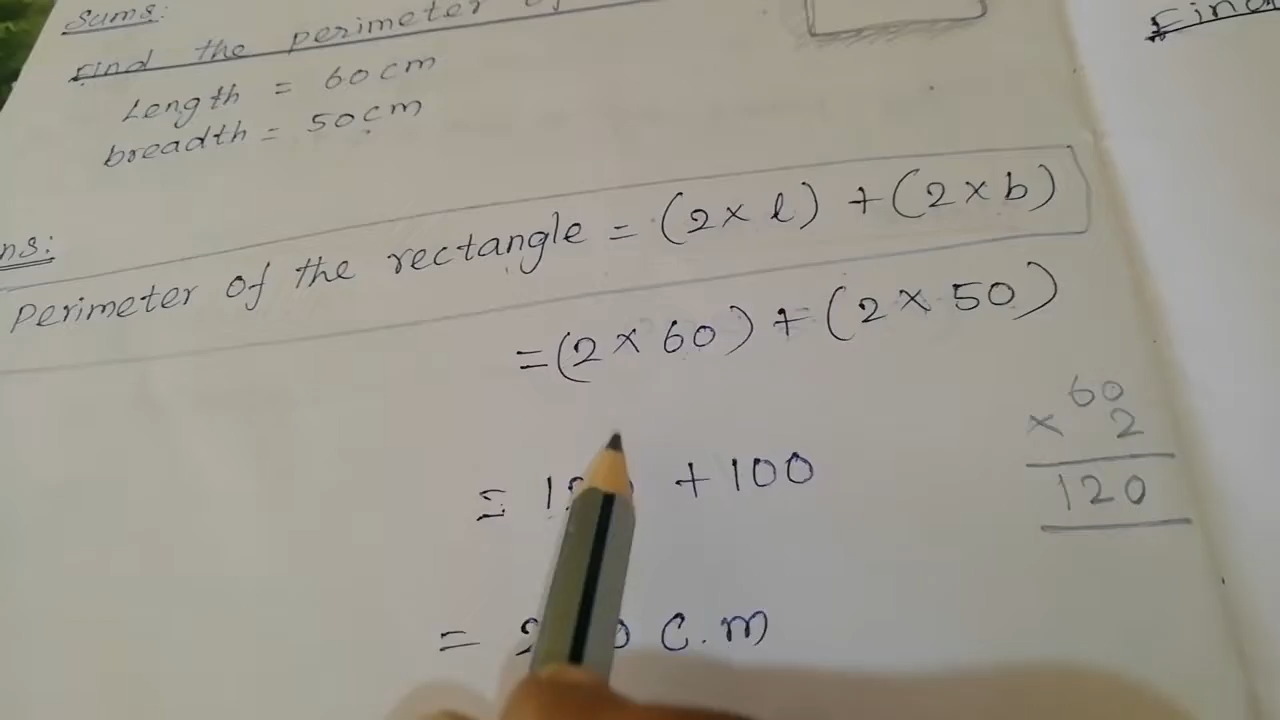 Sums:
Find the perimeter
Length = 60cm
breadth = 50cm
Perimeter of the rectangle = (2 × l) + (2 × b)
= (2 × 60) + (2 × 50)
60
× 2
120
= + 100
= c.m
Find